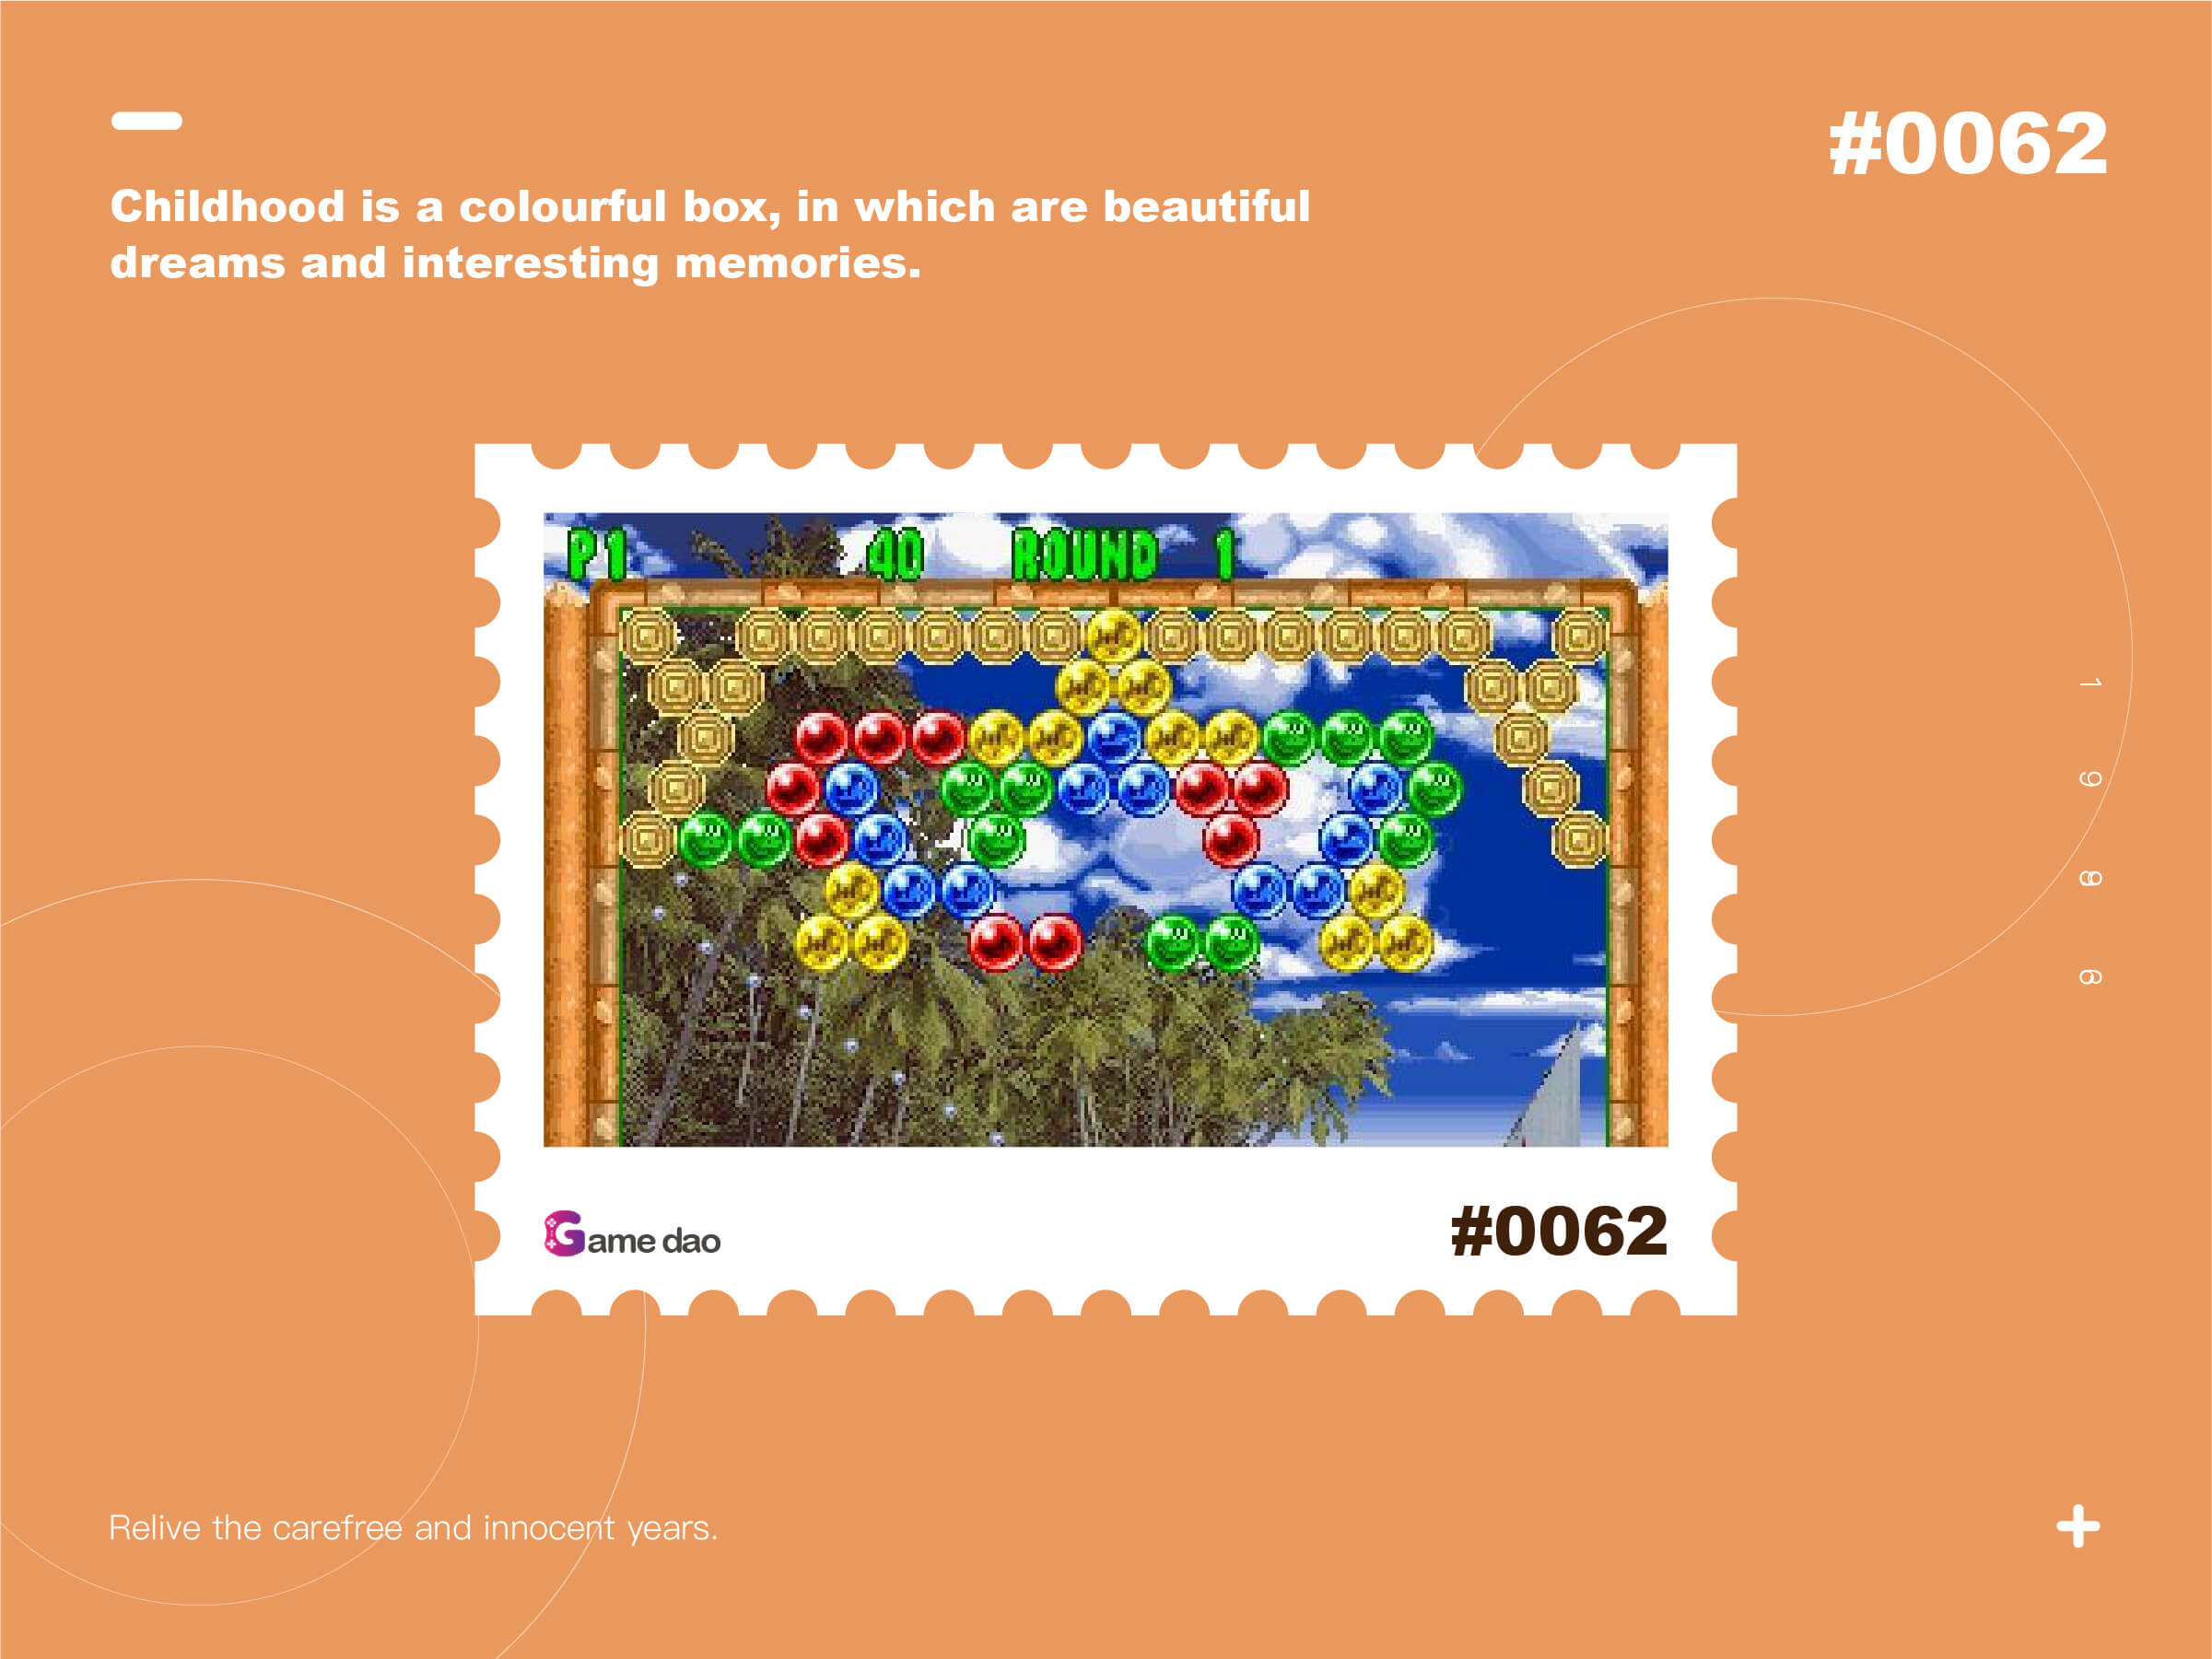 #0062
Childhood is a colourful box, in which are beautiful
dreams and interesting memories.
P1 40 ROUND 1
1
9
8
6
Game dao
#0062
Relive the carefree and innocent years.